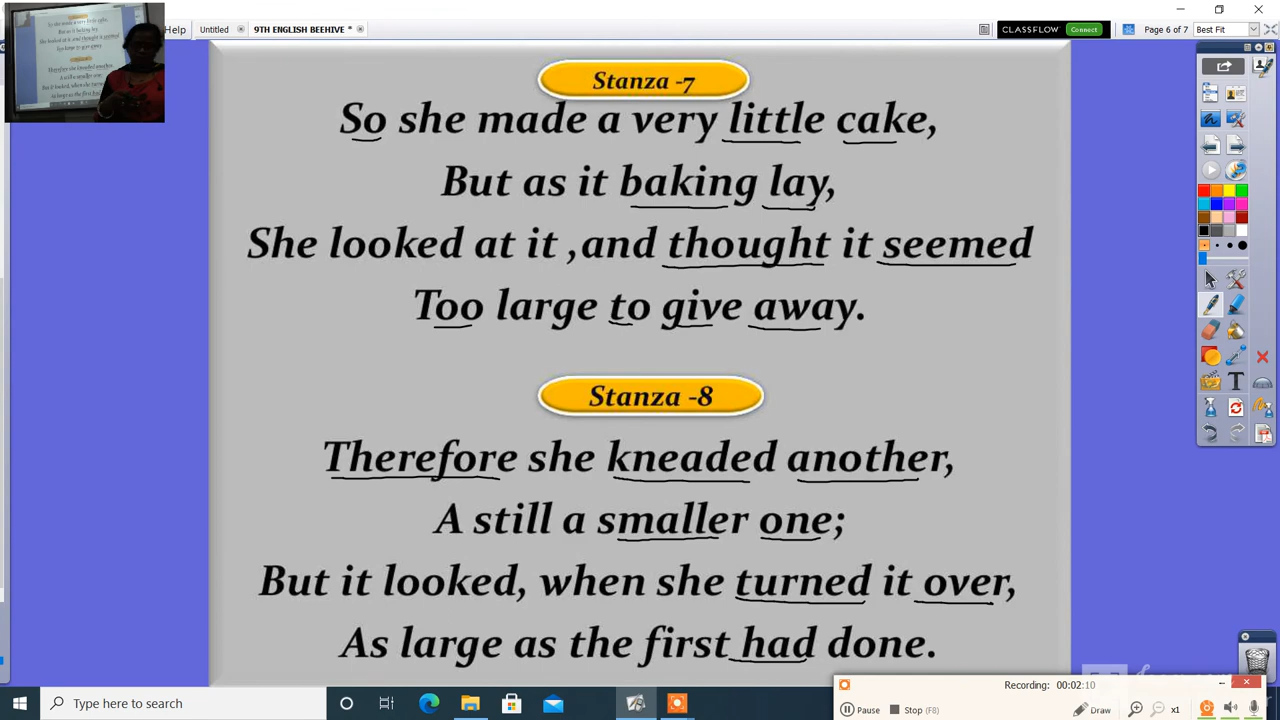 Untitled
9TH ENGLISH BEEHIVE *
CLASSFLOW
Connect
Page 6 of 7
Best Fit
Stanza -7
So she made a very little cake,
But as it baking lay,
She looked at it ,and thought it seemed
Too large to give away.
Stanza -8
Therefore she kneaded another,
A still a smaller one;
But it looked, when she turned it over,
As large as the first had done.
Recording: 00:02:10
Pause
Stop (F8)
Draw
x1
Type here to search